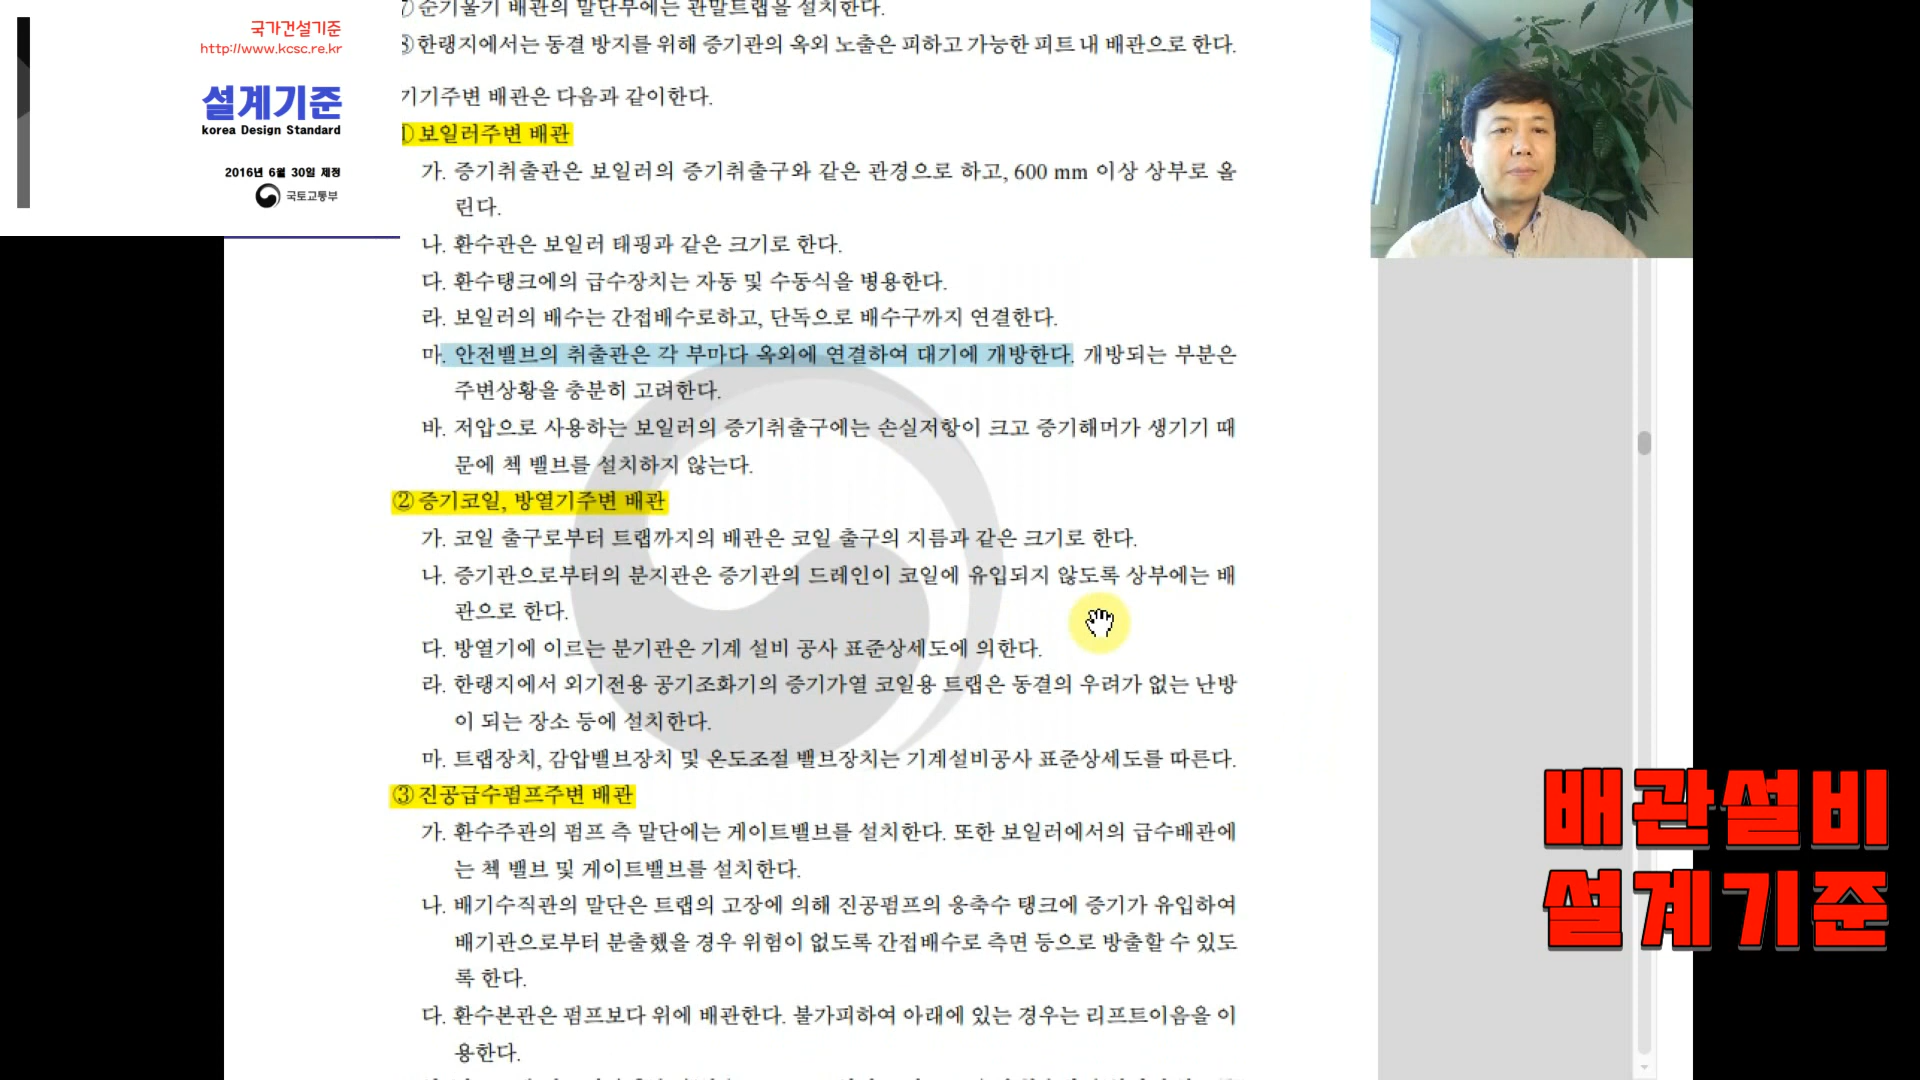 국가건설기준
http://www.kcsc.re.kr
설계기준
korea Design Standard
2016년 6월 30일 제정
국토교통부
⑦ 순기울기 배관의 말단부에는 관말트랩을 설치한다.
⑧ 한랭지에서는 동결 방지를 위해 증기관의 옥외 노출은 피하고 가능한 피트 내 배관으로 한다.
기기주변 배관은 다음과 같이한다.
① 보일러주변 배관
가. 증기취출관은 보일러의 증기취출구와 같은 관경으로 하고, 600 mm 이상 상부로 올
린다.
나. 환수관은 보일러 태핑과 같은 크기로 한다.
다. 환수탱크에의 급수장치는 자동 및 수동식을 병용한다.
라. 보일러의 배수는 간접배수로하고, 단독으로 배수구까지 연결한다.
마. 안전밸브의 취출관은 각 부마다 옥외에 연결하여 대기에 개방한다. 개방되는 부분은
주변상황을 충분히 고려한다.
바. 저압으로 사용하는 보일러의 증기취출구에는 손실저항이 크고 증기해머가 생기기 때
문에 첵 밸브를 설치하지 않는다.
② 증기코일, 방열기주변 배관
가. 코일 출구로부터 트랩까지의 배관은 코일 출구의 지름과 같은 크기로 한다.
나. 증기관으로부터의 분지관은 증기관의 드레인이 코일에 유입되지 않도록 상부에는 배
관으로 한다.
다. 방열기에 이르는 분기관은 기계 설비 공사 표준상세도에 의한다.
라. 한랭지에서 외기전용 공기조화기의 증기가열 코일용 트랩은 동결의 우려가 없는 난방
이 되는 장소 등에 설치한다.
마. 트랩장치, 감압밸브장치 및 온도조절 밸브장치는 기계설비공사 표준상세도를 따른다.
③ 진공급수펌프주변 배관
가. 환수주관의 펌프 측 말단에는 게이트밸브를 설치한다. 또한 보일러에서의 급수배관에
는 첵 밸브 및 게이트밸브를 설치한다.
나. 배기수직관의 말단은 트랩의 고장에 의해 진공펌프의 응축수 탱크에 증기가 유입하여
배기관으로부터 분출했을 경우 위험이 없도록 간접배수로 측면 등으로 방출할 수 있도
록 한다.
다. 환수본관은 펌프보다 위에 배관한다. 불가피하여 아래에 있는 경우는 리프트이음을 이
용한다.
배관설비
설계기준